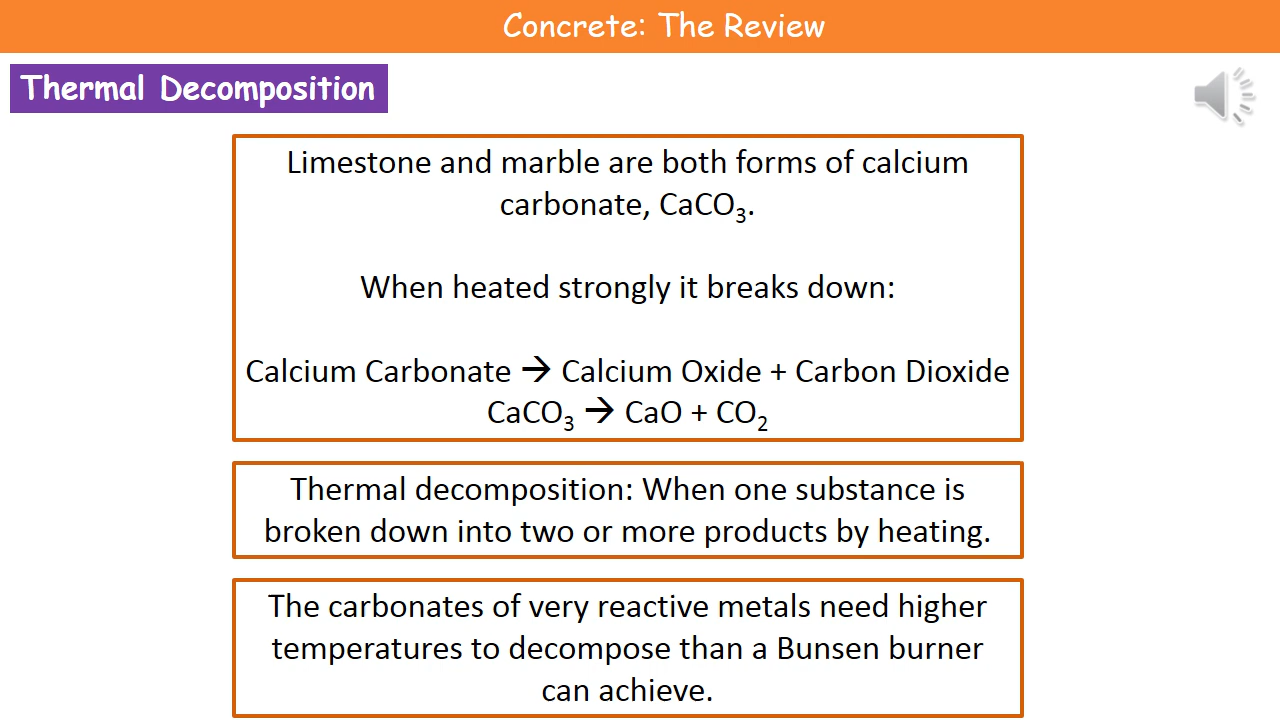 Concrete: The Review
Thermal Decomposition
Limestone and marble are both forms of calcium
carbonate, CaCO₃.
When heated strongly it breaks down:
Calcium Carbonate → Calcium Oxide + Carbon Dioxide
CaCO₃ → CaO + CO₂
Thermal decomposition: When one substance is
broken down into two or more products by heating.
The carbonates of very reactive metals need higher
temperatures to decompose than a Bunsen burner
can achieve.